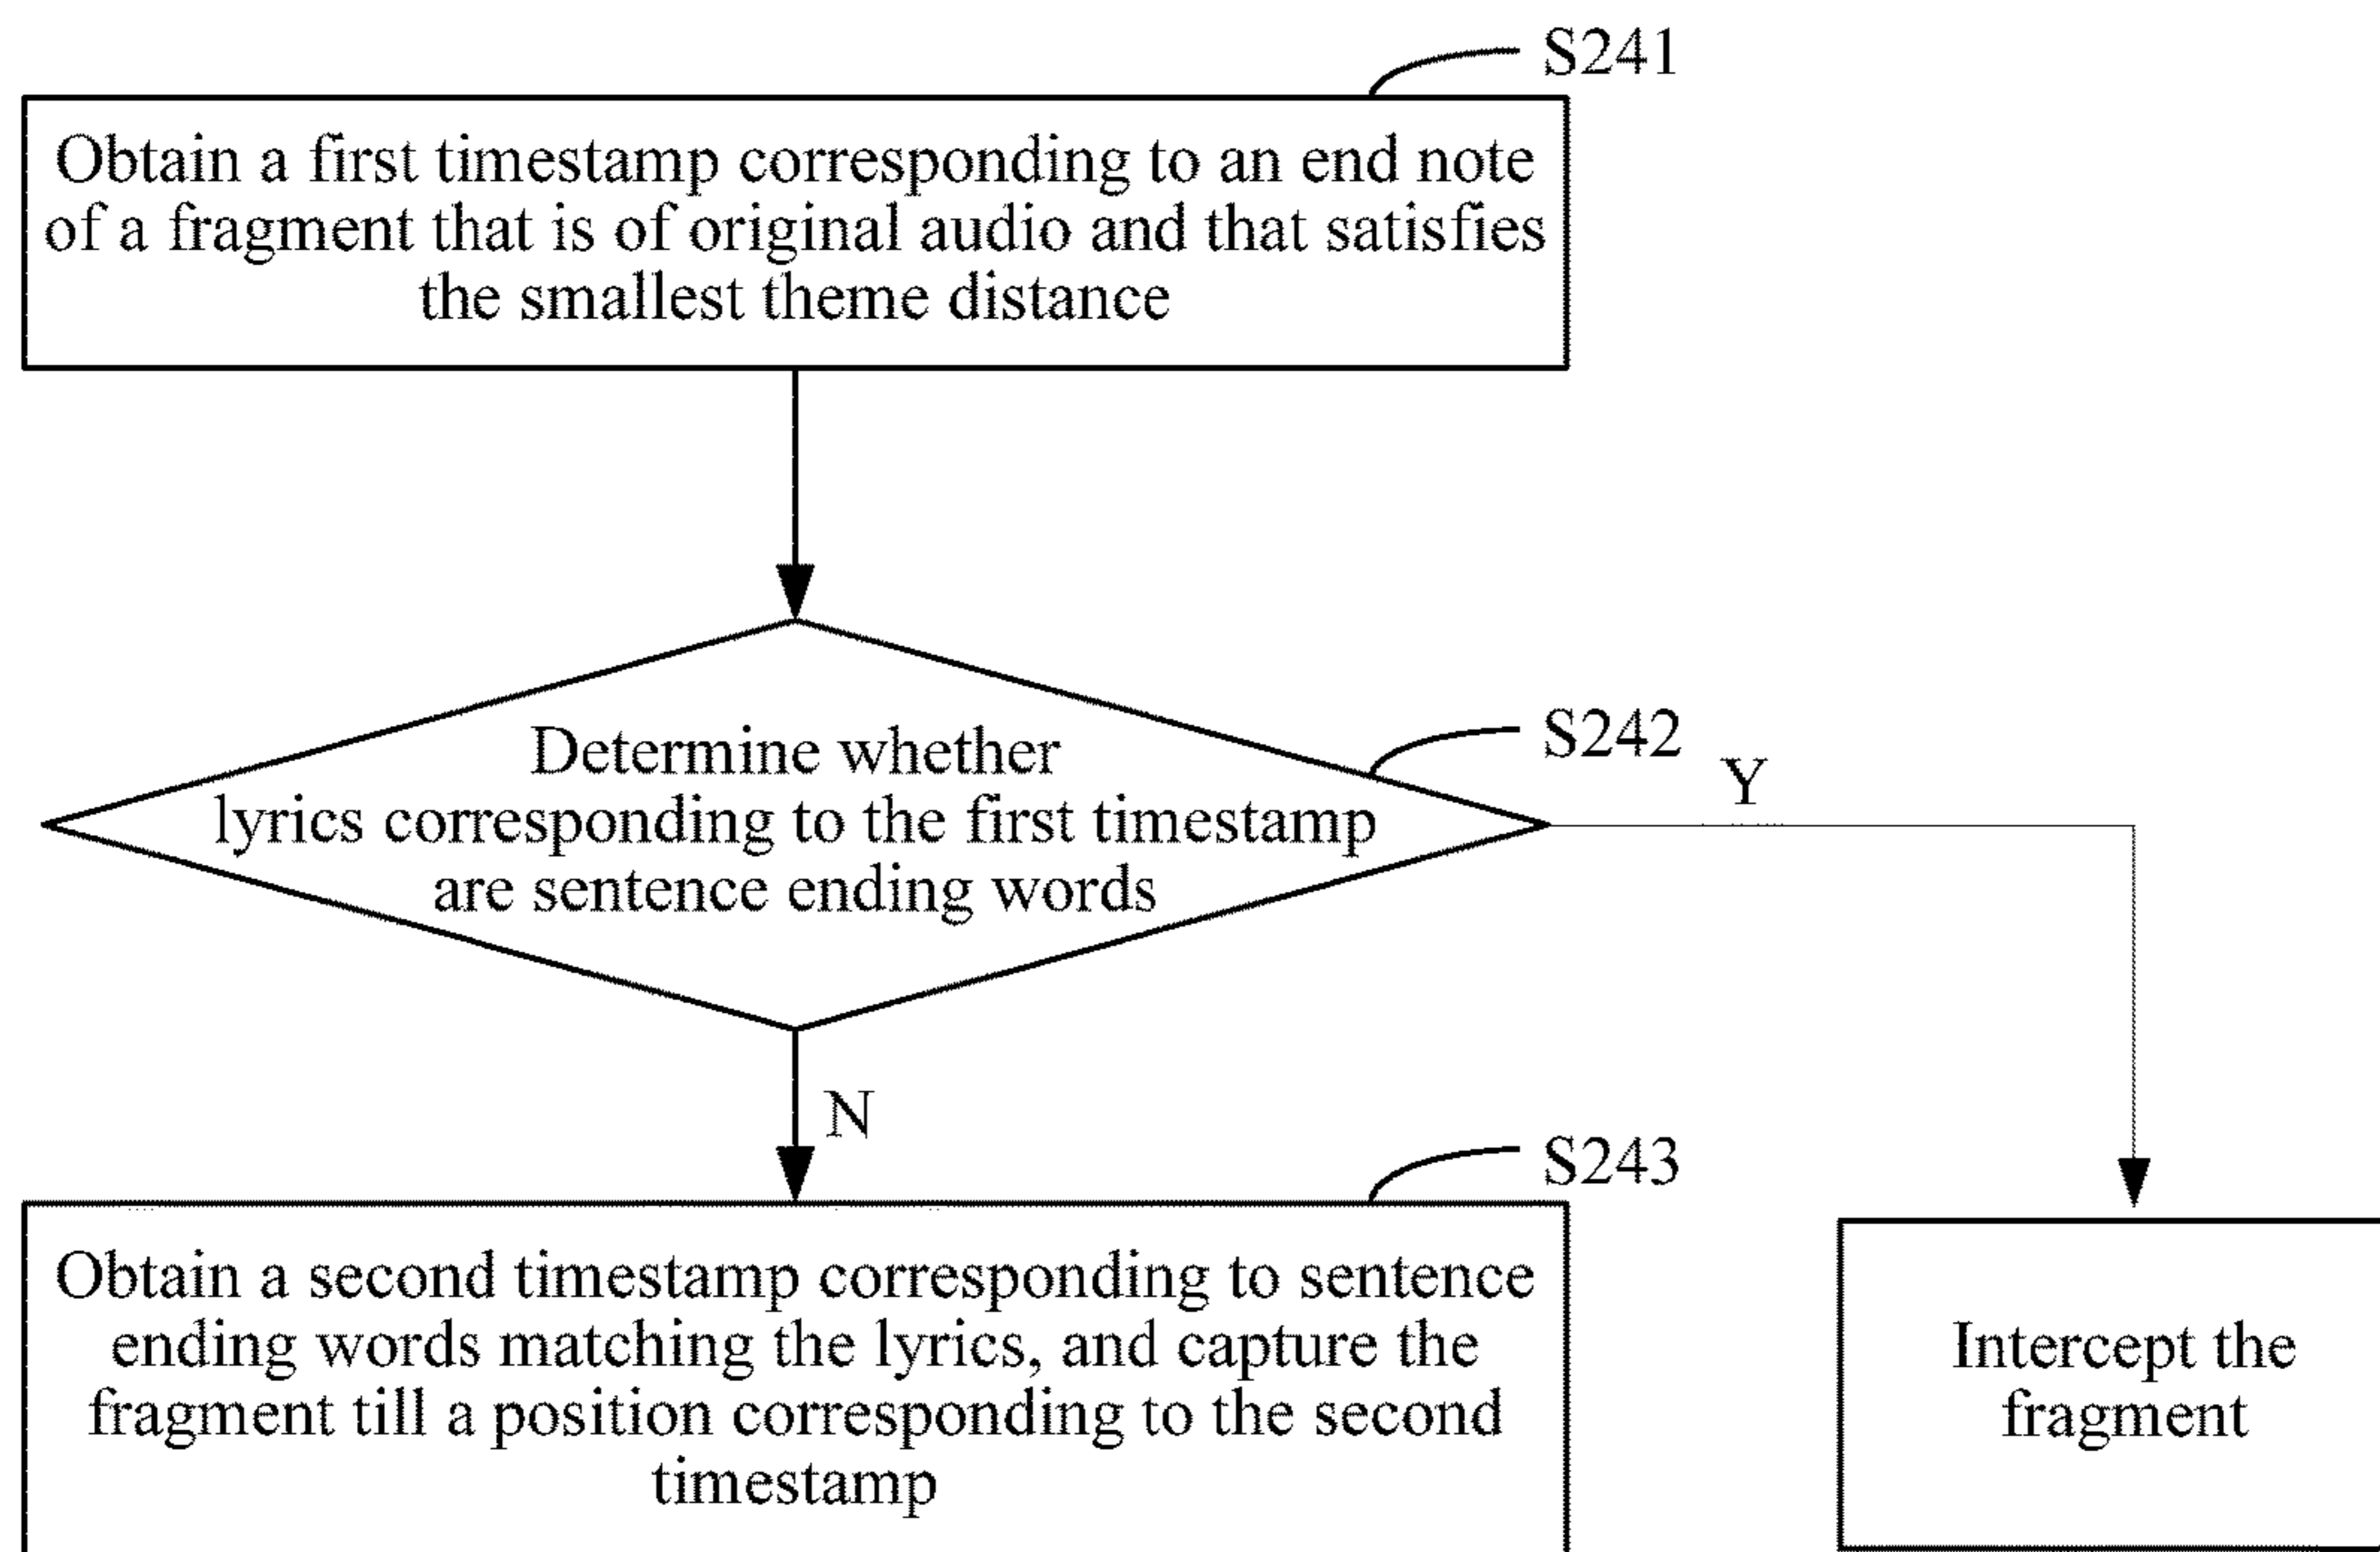 S241
Obtain a first timestamp corresponding to an end note
of a fragment that is of original audio and that satisfies
the smallest theme distance
Determine whether
lyrics corresponding to the first timestamp
are sentence ending words
S242
Y
N
S243
Obtain a second timestamp corresponding to sentence
ending words matching the lyrics, and capture the
fragment till a position corresponding to the second
timestamp
Intercept the
fragment